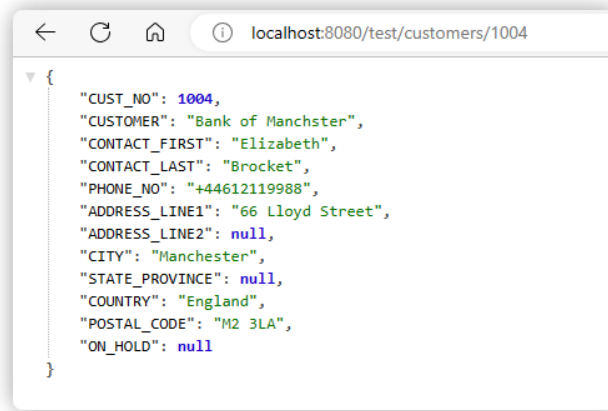 localhost:8080/test/customers/1004
{
"CUST_NO": 1004,
"CUSTOMER": "Bank of Manchster",
"CONTACT_FIRST": "Elizabeth",
"CONTACT_LAST": "Brocket",
"PHONE_NO": "+44612119988",
"ADDRESS_LINE1": "66 Lloyd Street",
"ADDRESS_LINE2": null,
"CITY": "Manchester",
"STATE_PROVINCE": null,
"COUNTRY": "England",
"POSTAL_CODE": "M2 3LA",
"ON_HOLD": null
}